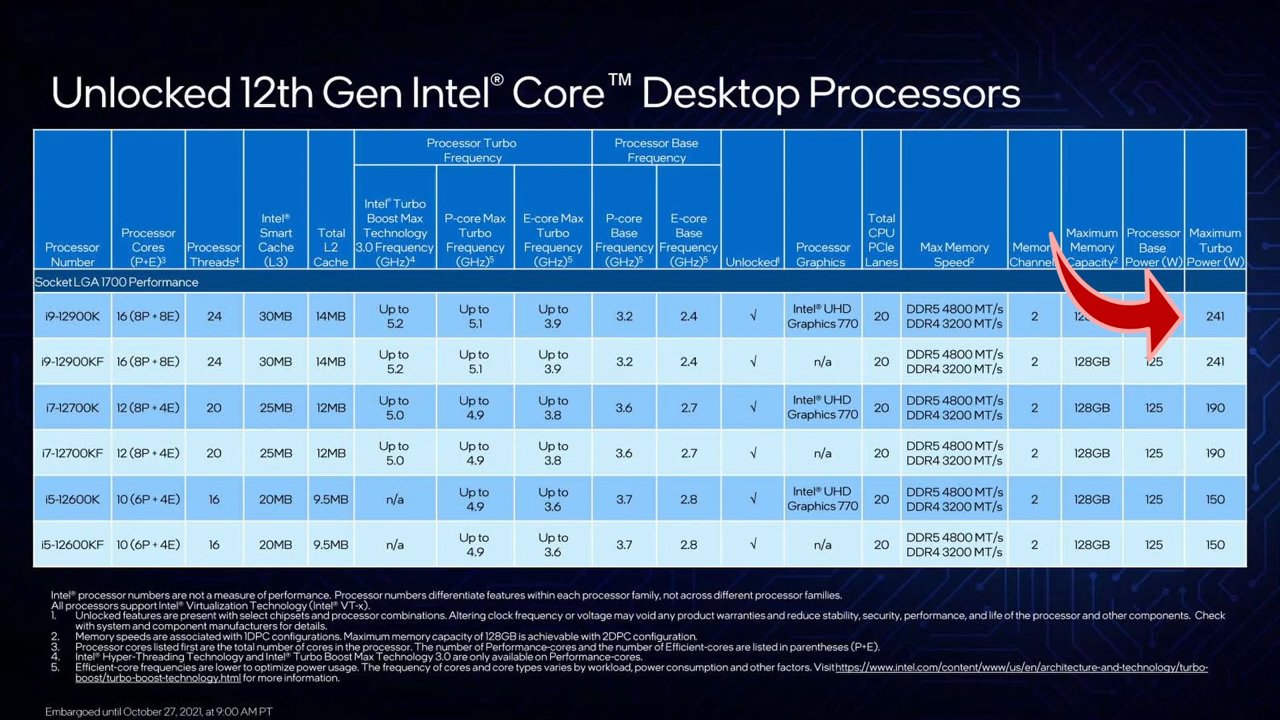 Unlocked 12th Gen Intel® Core™ Desktop Processors
Processor Turbo Frequency
Processor Base Frequency
Processor Number
Processor Cores (P+E)3
Processor Threads4
Intel® Smart Cache (L3)
Total L2 Cache
Intel® Turbo Boost Max Technology 3.0 Frequency (GHz)4
P-core Max Turbo Frequency (GHz)5
E-core Max Turbo Frequency (GHz)5
P-core Base Frequency (GHz)5
E-core Base Frequency (GHz)5
Unlocked1
Processor Graphics
Total CPU PCIe Lanes
Max Memory Speed2
Memory
Maximum Memory Capacity2
Processor Base Power (W)
Maximum Turbo Power (W)
Socket LGA 1700 Performance
i9-12900K 16 (8P + 8E) 24 30MB 14MB Up to 5.2 Up to 5.1 Up to 3.9 3.2 2.4 √ Intel® UHD Graphics 770 20 DDR5 4800 MT/s DDR4 3200 MT/s 2 241
i9-12900KF 16 (8P + 8E) 24 30MB 14MB Up to 5.2 Up to 5.1 Up to 3.9 3.2 2.4 √ n/a 20 DDR5 4800 MT/s DDR4 3200 MT/s 2 128GB 125 241
i7-12700K 12 (8P + 4E) 20 25MB 12MB Up to 5.0 Up to 4.9 Up to 3.8 3.6 2.7 √ Intel® UHD Graphics 770 20 DDR5 4800 MT/s DDR4 3200 MT/s 2 128GB 125 190
i7-12700KF 12 (8P + 4E) 20 25MB 12MB Up to 5.0 Up to 4.9 Up to 3.8 3.6 2.7 √ n/a 20 DDR5 4800 MT/s DDR4 3200 MT/s 2 128GB 125 190
i5-12600K 10 (6P + 4E) 16 20MB 9.5MB n/a Up to 4.9 Up to 3.6 3.7 2.8 √ Intel® UHD Graphics 770 20 DDR5 4800 MT/s DDR4 3200 MT/s 2 128GB 125 150
i5-12600KF 10 (6P + 4E) 16 20MB 9.5MB n/a Up to 4.9 Up to 3.6 3.7 2.8 √ n/a 20 DDR5 4800 MT/s DDR4 3200 MT/s 2 128GB 125 150
Intel® processor numbers are not a measure of performance. Processor numbers differentiate features within each processor family, not across different processor families.
All processors support Intel® Virtualization Technology (Intel® VT-x).
1. Unlocked features are present with select chipsets and processor combinations. Altering clock frequency or voltage may void any product warranties and reduce stability, security, performance, and life of the processor and other components. Check
with system and component manufacturers for details.
2. Memory speeds are associated with 1DPC configurations. Maximum memory capacity of 128GB is achievable with 2DPC configuration.
3. Processor cores listed first are the total number of cores in the processor. The number of Performance-cores and the number of Efficient-cores are listed in parentheses (P+E).
4. Intel® Hyper-Threading Technology and Intel® Turbo Boost Max Technology 3.0 are only available on Performance-cores.
5. Efficient-core frequencies are lower to optimize power usage. The frequency of cores and core types varies by workload, power consumption and other factors. Visit https://www.intel.com/content/www/us/en/architecture-and-technology/turbo-
boost/turbo-boost-technology.html for more information.
Embargoed until October 27, 2021, at 9:00 AM PT